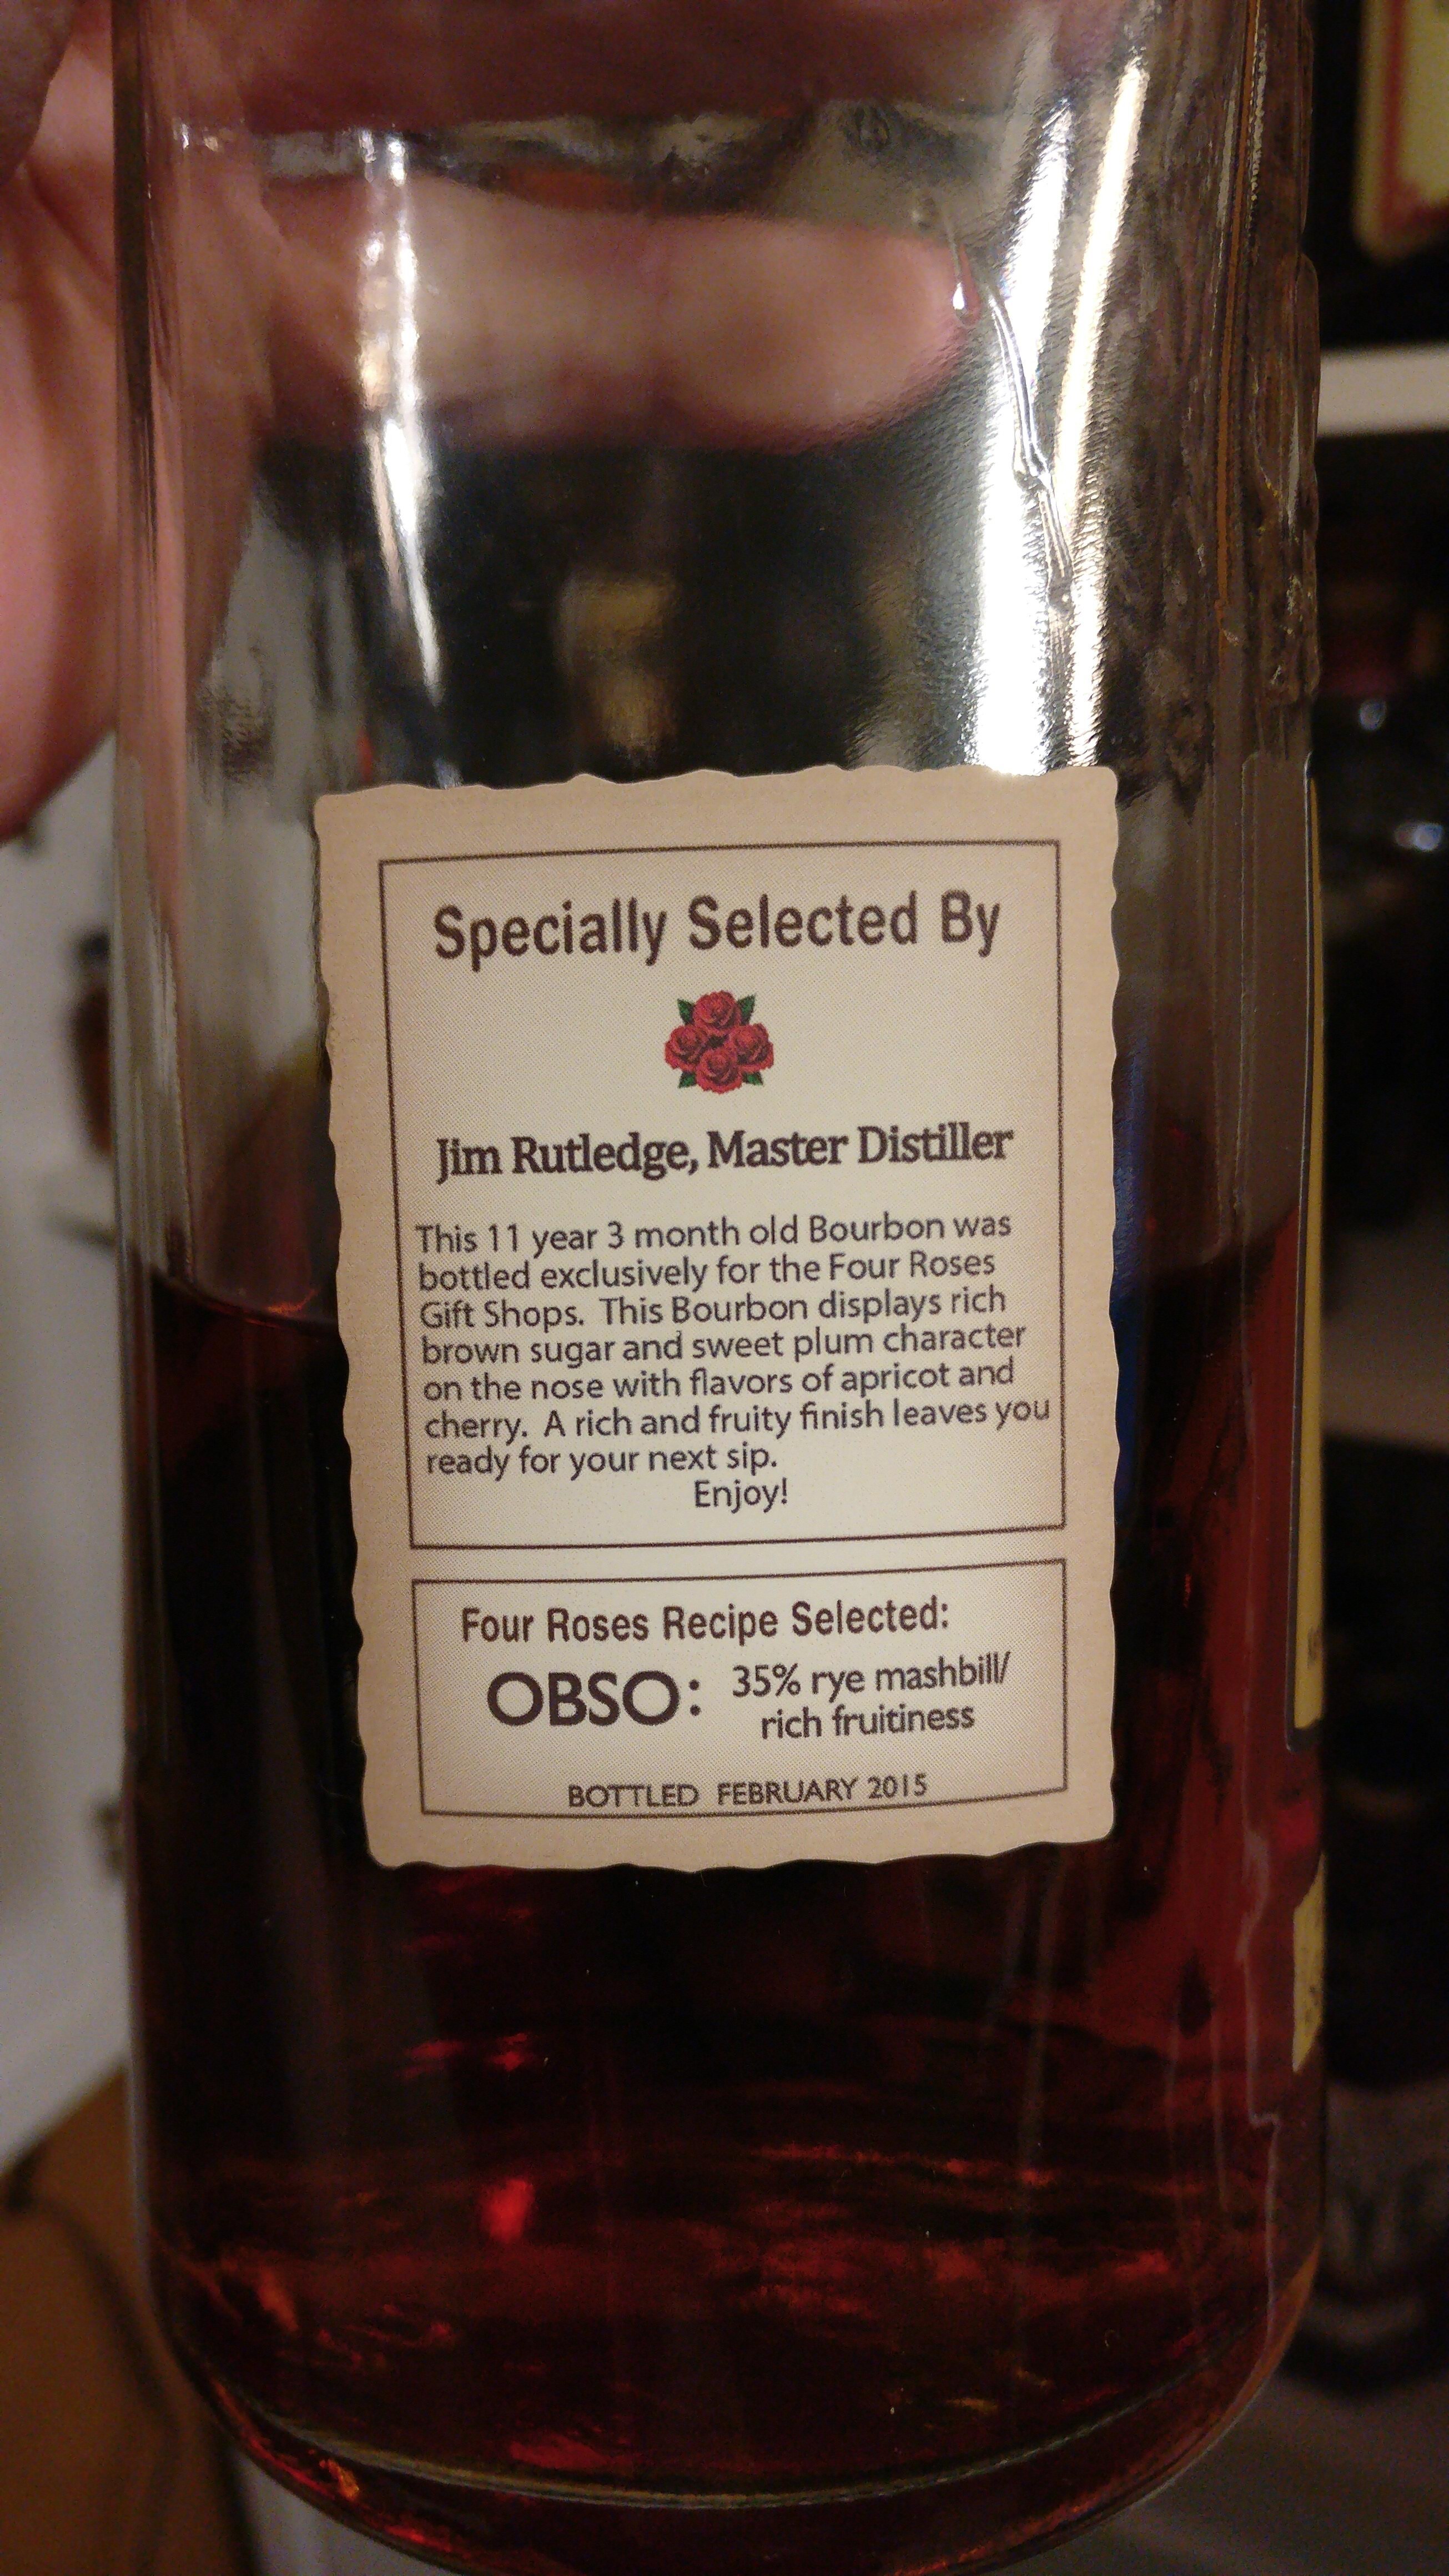 Specially Selected By
Jim Rutledge, Master Distiller
This 11 year 3 month old Bourbon was
bottled exclusively for the Four Roses
Gift Shops. This Bourbon displays rich
brown sugar and sweet plum character
on the nose with flavors of apricot and
cherry. A rich and fruity finish leaves you
ready for your next sip.
Enjoy!
Four Roses Recipe Selected:
OBSO: 35% rye mashbill/
rich fruitiness
BOTTLED FEBRUARY 2015